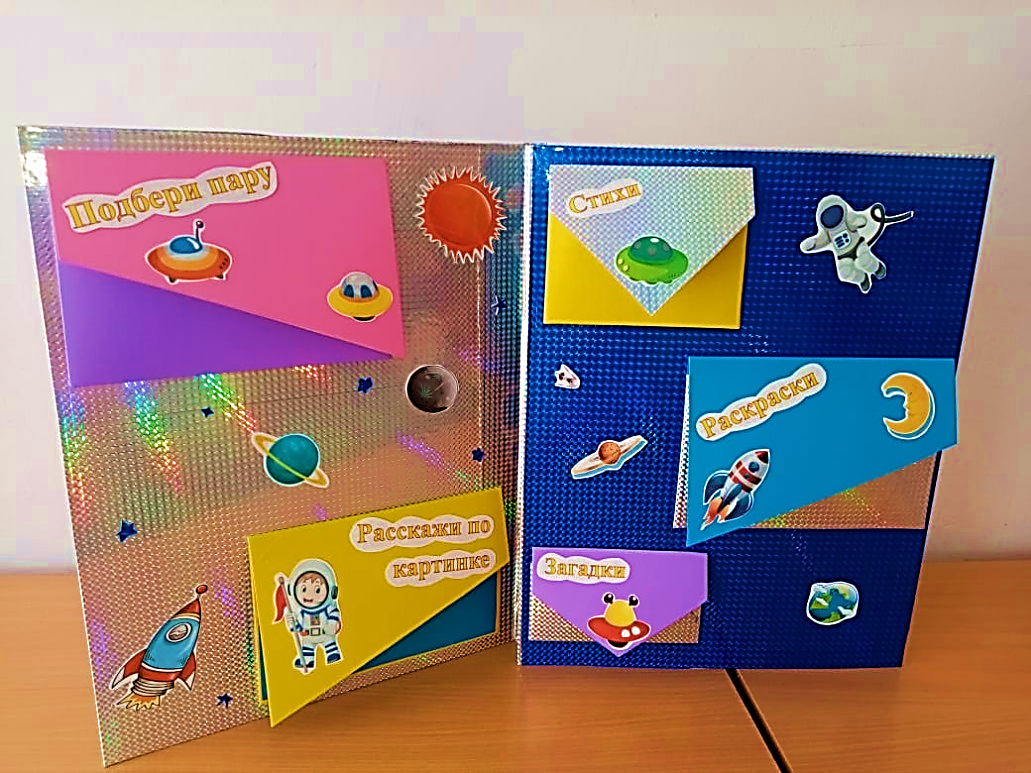 Подбери пару
Расскажи по
картинке
Стихи
Раскраски
Загадки